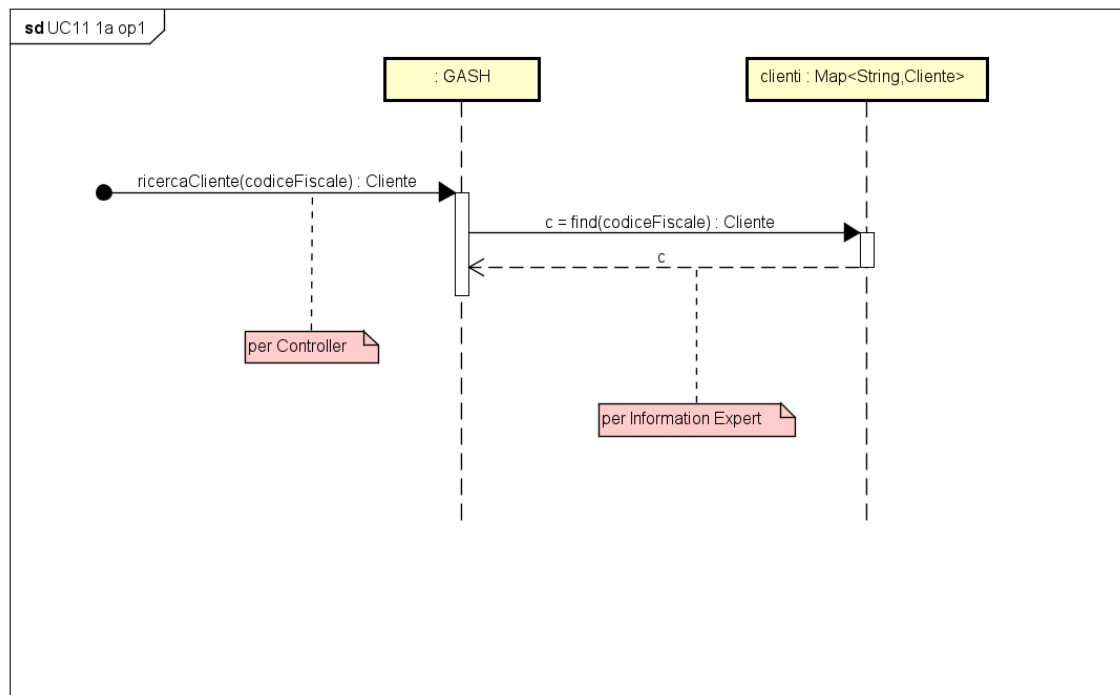 sd UC11 1a op1
: GASH
clienti : Map<String,Cliente>
ricercaCliente(codiceFiscale) : Cliente
c = find(codiceFiscale) : Cliente
c
per Controller
per Information Expert